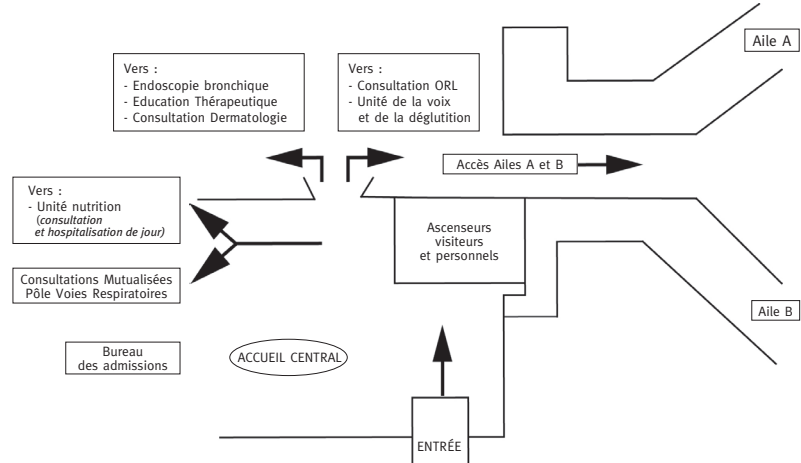 Aile A
Vers :
- Endoscopie bronchique
- Education Thérapeutique
- Consultation Dermatologie
Vers :
- Consultation ORL
- Unité de la voix
et de la déglutition
Accès Ailes A et B
Vers :
- Unité nutrition
(consultation
et hospitalisation de jour)
Ascenseurs
visiteurs
et personnels
Consultations Mutualisées
Pôle Voies Respiratoires
Aile B
Bureau
des admissions
ACCUEIL CENTRAL
ENTRÉE